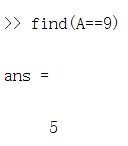 >> find(A==9)
ans =
5